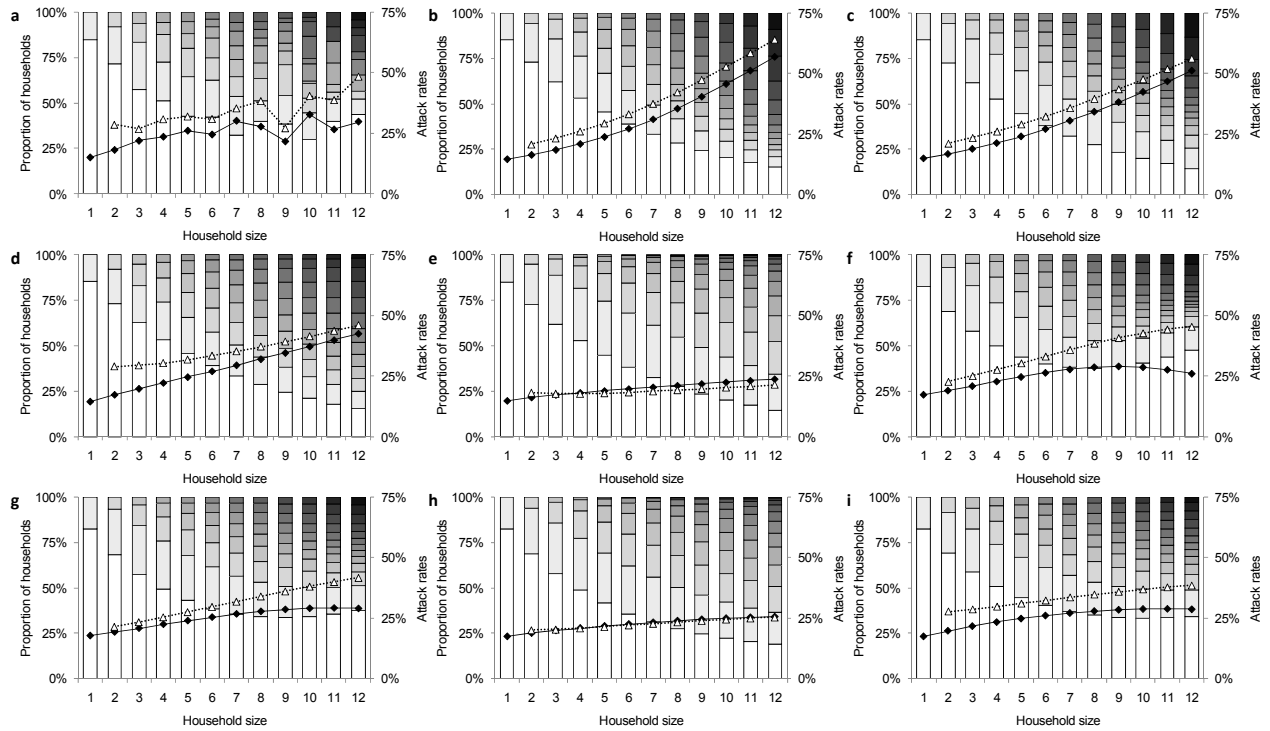 a
Proportion of households
100%
75%
50%
25%
0%
75%
50%
25%
0%
Attack rates
1 2 3 4 5 6 7 8 9 10 11 12
Household size
b
Proportion of households
100%
75%
50%
25%
0%
75%
50%
25%
0%
Attack rates
1 2 3 4 5 6 7 8 9 10 11 12
Household size
c
Proportion of households
100%
75%
50%
25%
0%
75%
50%
25%
0%
Attack rates
1 2 3 4 5 6 7 8 9 10 11 12
Household size
d
Proportion of households
100%
75%
50%
25%
0%
75%
50%
25%
0%
Attack rates
1 2 3 4 5 6 7 8 9 10 11 12
Household size
e
Proportion of households
100%
75%
50%
25%
0%
75%
50%
25%
0%
Attack rates
1 2 3 4 5 6 7 8 9 10 11 12
Household size
f
Proportion of households
100%
75%
50%
25%
0%
75%
50%
25%
0%
Attack rates
1 2 3 4 5 6 7 8 9 10 11 12
Household size
g
Proportion of households
100%
75%
50%
25%
0%
75%
50%
25%
0%
Attack rates
1 2 3 4 5 6 7 8 9 10 11 12
Household size
h
Proportion of households
100%
75%
50%
25%
0%
75%
50%
25%
0%
Attack rates
1 2 3 4 5 6 7 8 9 10 11 12
Household size
i
Proportion of households
100%
75%
50%
25%
0%
75%
50%
25%
0%
Attack rates
1 2 3 4 5 6 7 8 9 10 11 12
Household size